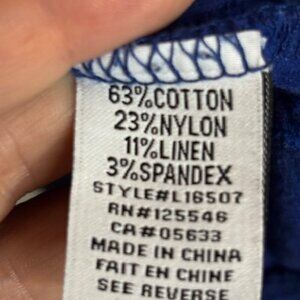 63%COTTON
23%NYLON
11%LINEN
3%SPANDEX
STYLE#L16507
RN#125546
CA#05633
MADE IN CHINA
FAIT EN CHINE
SEE REVERSE